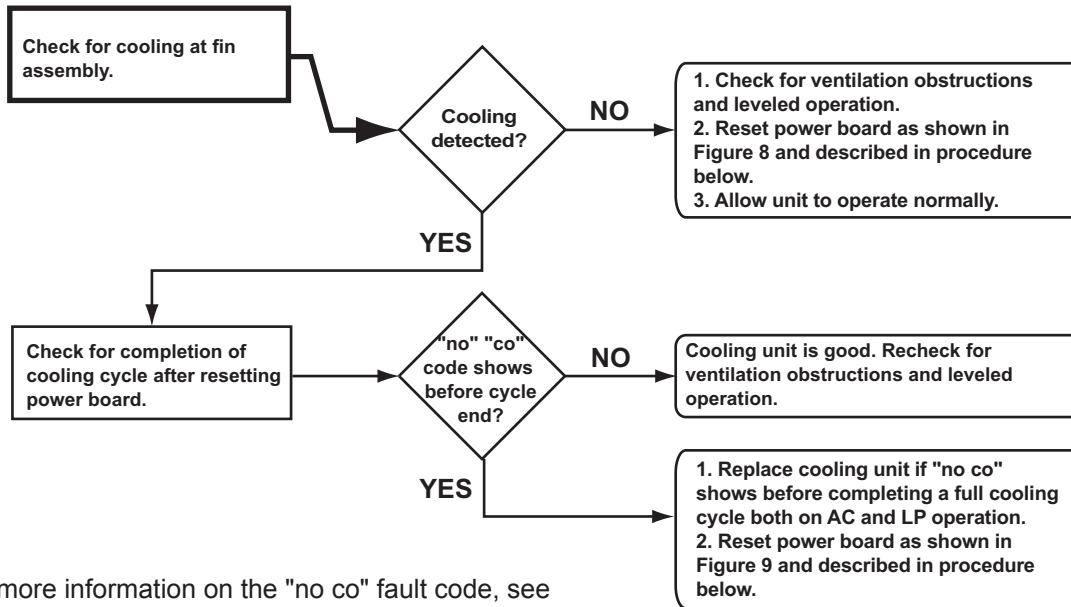 Check for cooling at fin
assembly.
Cooling
detected?
NO
1. Check for ventilation obstructions
and leveled operation.
2. Reset power board as shown in
Figure 8 and described in procedure
below.
3. Allow unit to operate normally.
YES
Check for completion of
cooling cycle after resetting
power board.
"no" "co"
code shows
before cycle
end?
NO
Cooling unit is good. Recheck for
ventilation obstructions and leveled
operation.
YES
1. Replace cooling unit if "no co"
shows before completing a full cooling
cycle both on AC and LP operation.
2. Reset power board as shown in
Figure 9 and described in procedure
below.
more information on the "no co" fault code, see